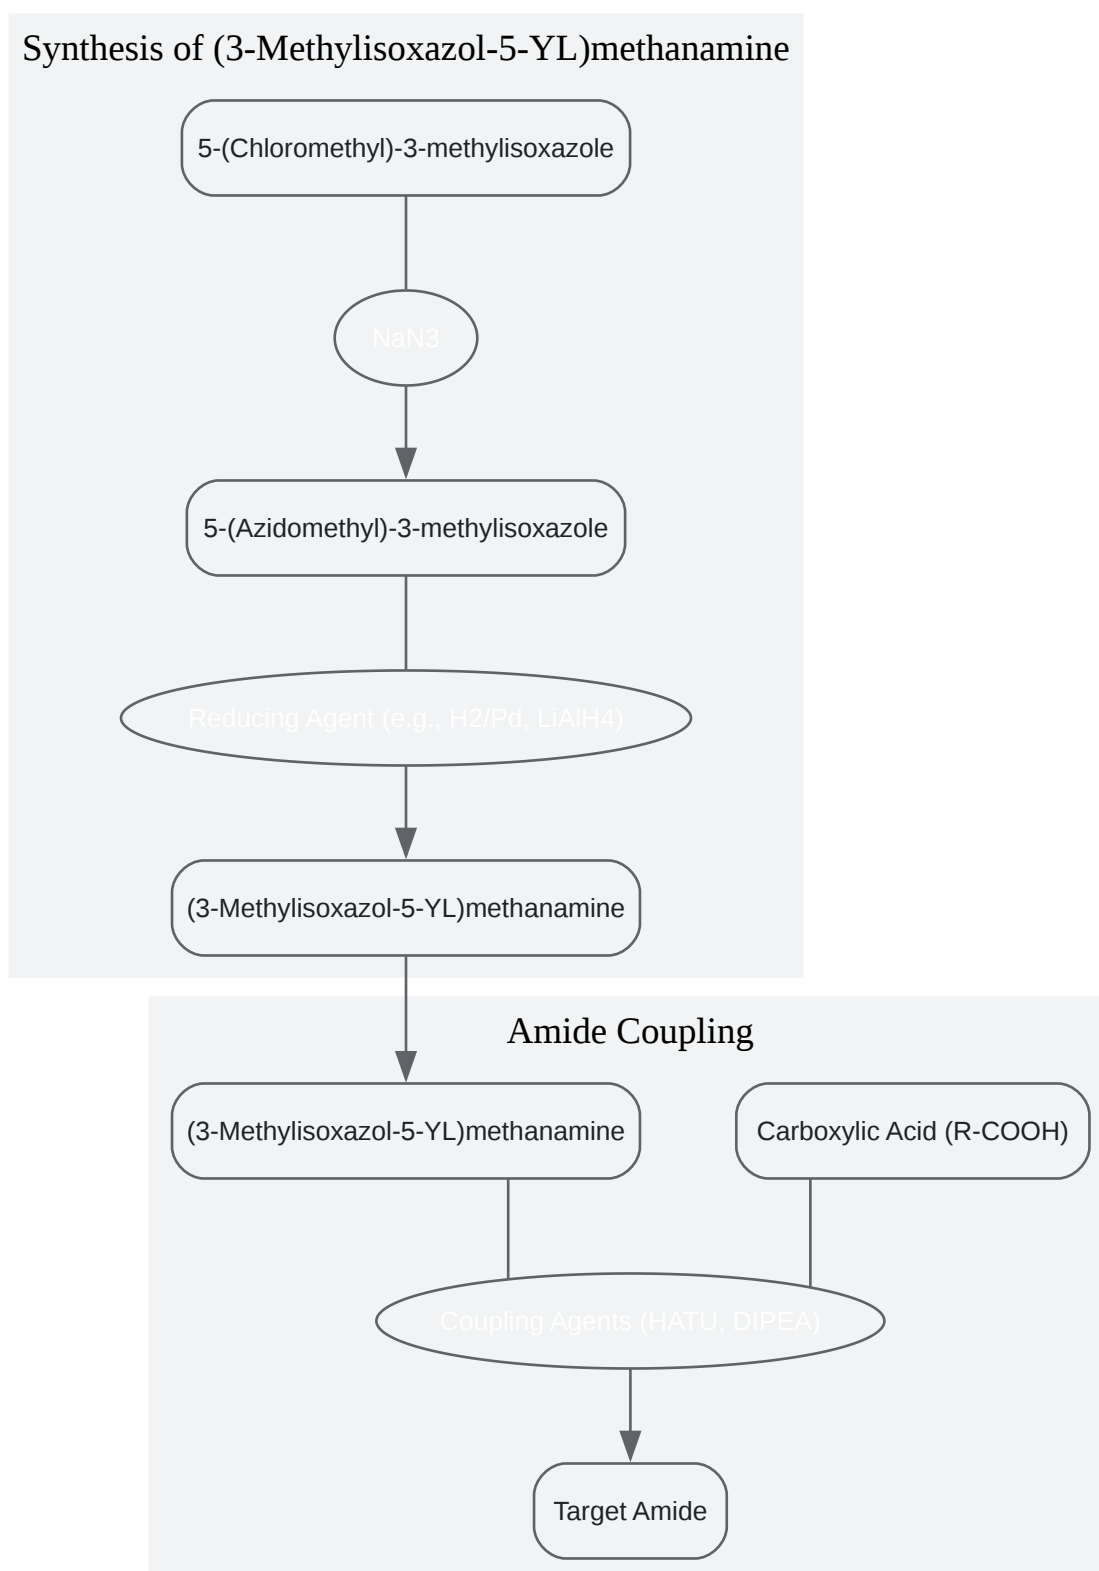 Synthesis of (3-Methylisoxazol-5-YL)methanamine
5-(Chloromethyl)-3-methylisoxazole
NaN3
5-(Azidomethyl)-3-methylisoxazole
Reducing Agent (e.g., H2/Pd, LiAlH4)
(3-Methylisoxazol-5-YL)methanamine
Amide Coupling
(3-Methylisoxazol-5-YL)methanamine
Carboxylic Acid (R-COOH)
Coupling Agents (HATU, DIPEA)
Target Amide